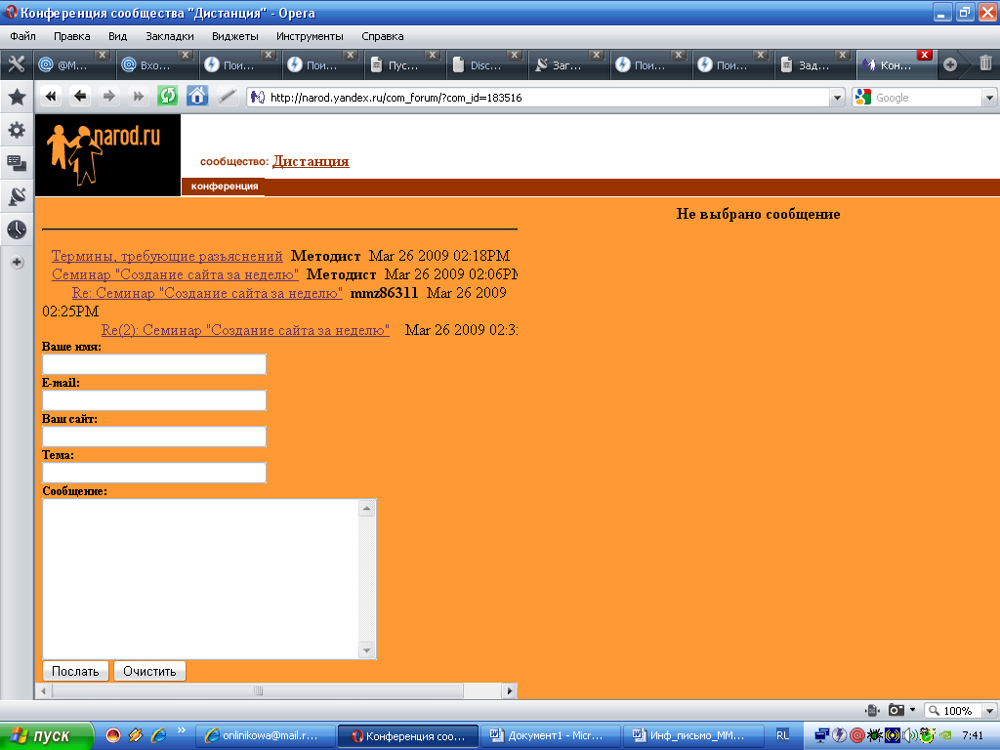 Конференция сообщества "Дистанция" - Opera
Файл Правка Вид Закладки Виджеты Инструменты Справка
@М... Вхо... Пои... Пои... Пус... Disc... Заг... Пои... Пои... Зад... Кон...
http://narod.yandex.ru/com_forum/?com_id=183516 Google
narod.ru
сообщество: Дистанция
конференция
Не выбрано сообщение
Термины, требующие разъяснений Методист Mar 26 2009 02:18PM
Семинар "Создание сайта за неделю" Методист Mar 26 2009 02:06PM
Re: Семинар "Создание сайта за неделю" mmz86311 Mar 26 2009
02:25PM
Re(2): Семинар "Создание сайта за неделю" Mar 26 2009 02:3
Ваше имя:
E-mail:
Ваш сайт:
Тема:
Сообщение:
Послать Очистить
100%
пуск onlinikowa@mail.r... Конференция соо... Документ1 - Micr... Инф_письмо_ММ... RL 7:41